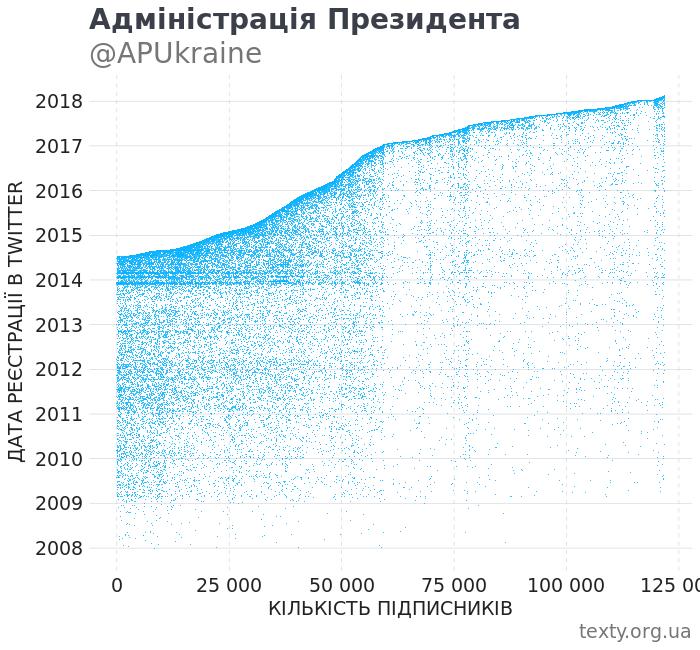 Адміністрація Президента
@APUkraine
ДАТА РЕЄСТРАЦІЇ В TWITTER
2018
2017
2016
2015
2014
2013
2012
2011
2010
2009
2008
0 25 000 50 000 75 000 100 000 125 0
КІЛЬКІСТЬ ПІДПИСНИКІВ
texty.org.ua